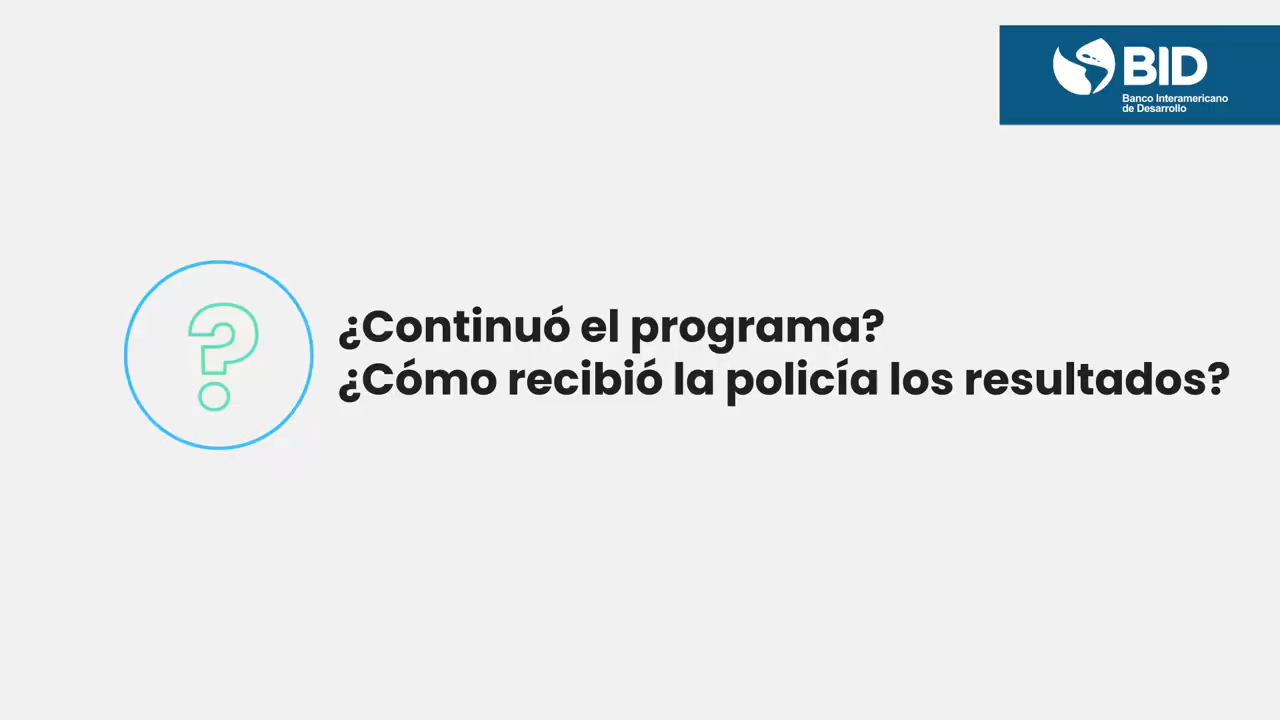 BID
Banco Interamericano
de Desarrollo
¿Continuó el programa?
¿Cómo recibió la policía los resultados?